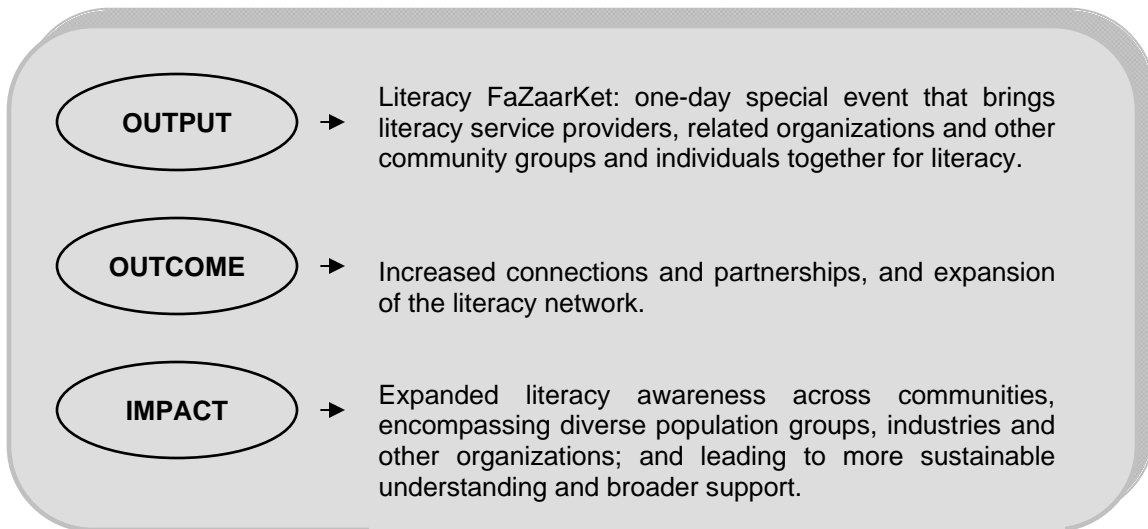 OUTPUT
Literacy FaZaarKet: one-day special event that brings
literacy service providers, related organizations and other
community groups and individuals together for literacy.
OUTCOME
Increased connections and partnerships, and expansion
of the literacy network.
IMPACT
Expanded literacy awareness across communities,
encompassing diverse population groups, industries and
other organizations; and leading to more sustainable
understanding and broader support.